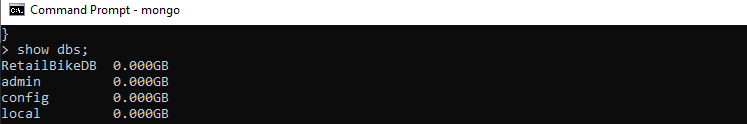 Command Prompt - mongo
}
> show dbs;
RetailBikeDB  0.000GB
admin         0.000GB
config        0.000GB
local         0.000GB